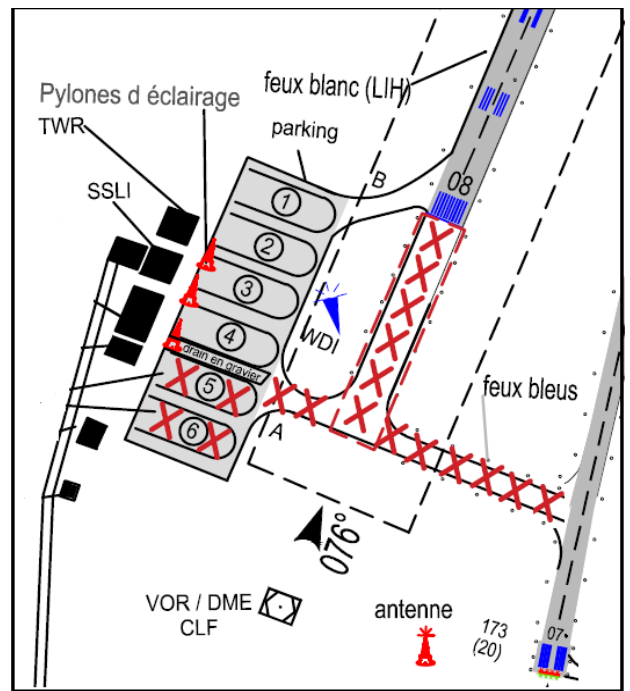 feux blanc (LIH)
Pylones d éclairage
TWR
parking
SSLI
B
08
1
2
3
4
WDI
drain en gravier
5
6
A
feux bleus
076°
VOR / DME
CLF
antenne
173
(20)
07